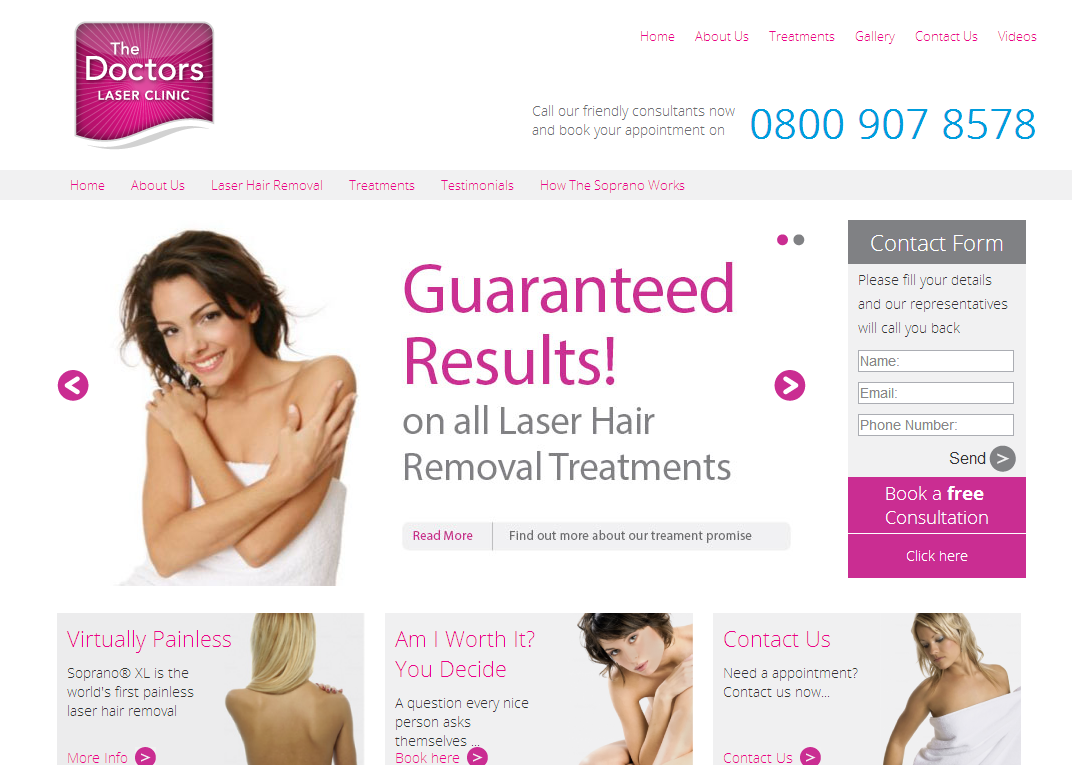 The
Doctors
LASER CLINIC
Home About Us Treatments Gallery Contact Us Videos
Call our friendly consultants now
and book your appointment on
0800 907 8578
Home About Us Laser Hair Removal Treatments Testimonials How The Soprano Works
Guaranteed
Results!
on all Laser Hair
Removal Treatments
Read More Find out more about our treament promise
Contact Form
Please fill your details
and our representatives
will call you back
Name:
Email:
Phone Number:
Send >
Book a free
Consultation
Click here
Virtually Painless
Soprano® XL is the
world's first painless
laser hair removal
More Info >
Am I Worth It?
You Decide
A question every nice
person asks
themselves ...
Book here >
Contact Us
Need a appointment?
Contact us now...
Contact Us >